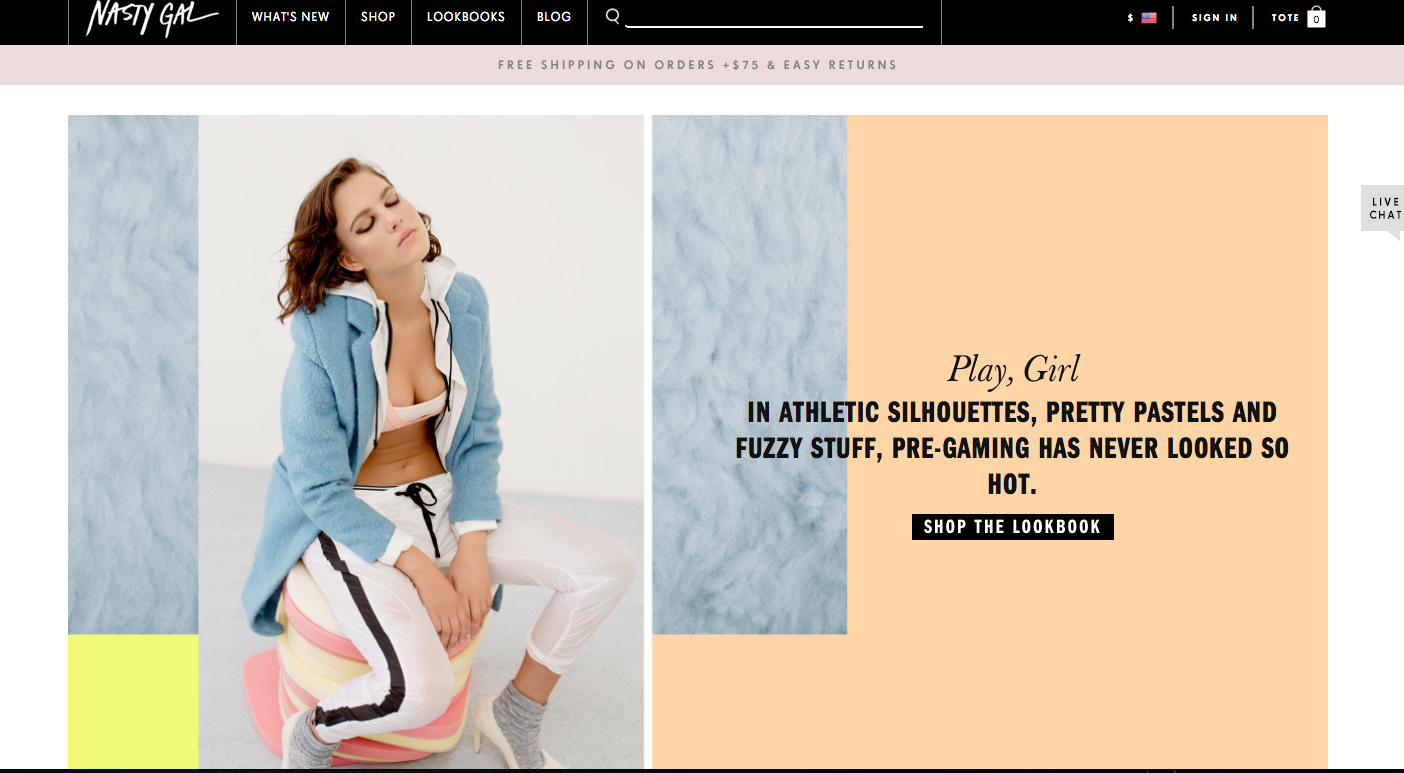 NASTY GAL
WHAT'S NEW
SHOP
LOOKBOOKS
BLOG
$
SIGN IN
TOTE
0
FREE SHIPPING ON ORDERS +$75 & EASY RETURNS
LIVE
CHAT
Play, Girl
IN ATHLETIC SILHOUETTES, PRETTY PASTELS AND
FUZZY STUFF, PRE-GAMING HAS NEVER LOOKED SO
HOT.
SHOP THE LOOKBOOK